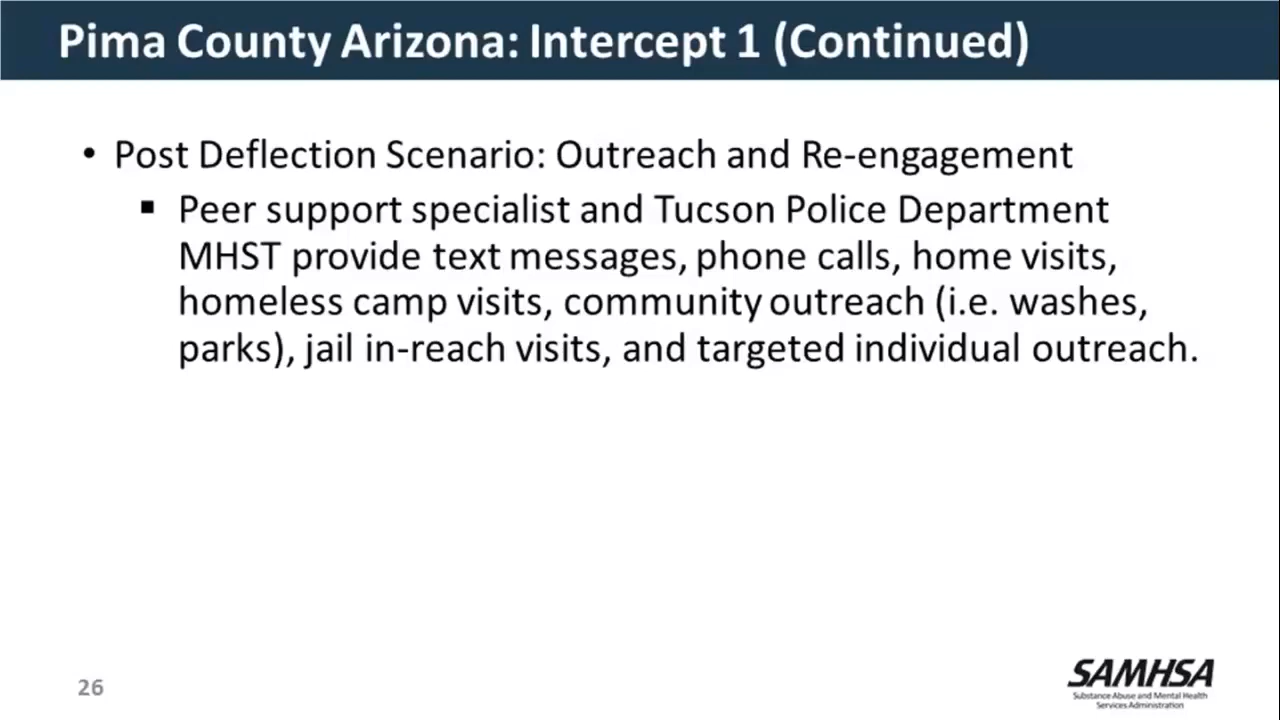 Pima County Arizona: Intercept 1 (Continued)
• Post Deflection Scenario: Outreach and Re-engagement
▪ Peer support specialist and Tucson Police Department
MHST provide text messages, phone calls, home visits,
homeless camp visits, community outreach (i.e. washes,
parks), jail in-reach visits, and targeted individual outreach.
26
SAMHSA
Substance Abuse and Mental Health
Services Administration